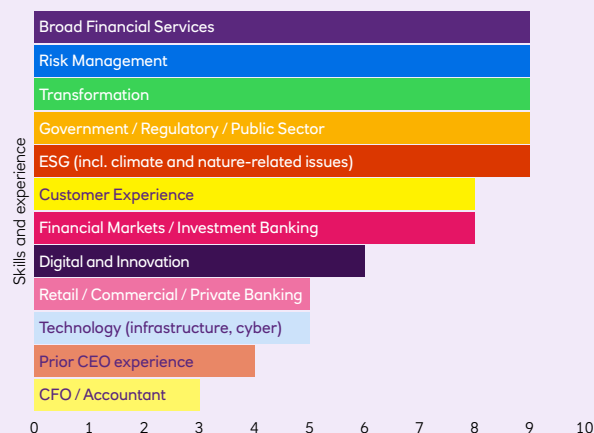 Broad Financial Services
Risk Management
Transformation
Government / Regulatory / Public Sector
ESG (incl. climate and nature-related issues)
Customer Experience
Financial Markets / Investment Banking
Digital and Innovation
Retail / Commercial / Private Banking
Technology (infrastructure, cyber)
Prior CEO experience
CFO / Accountant
Skills and experience
0 1 2 3 4 5 6 7 8 9 10